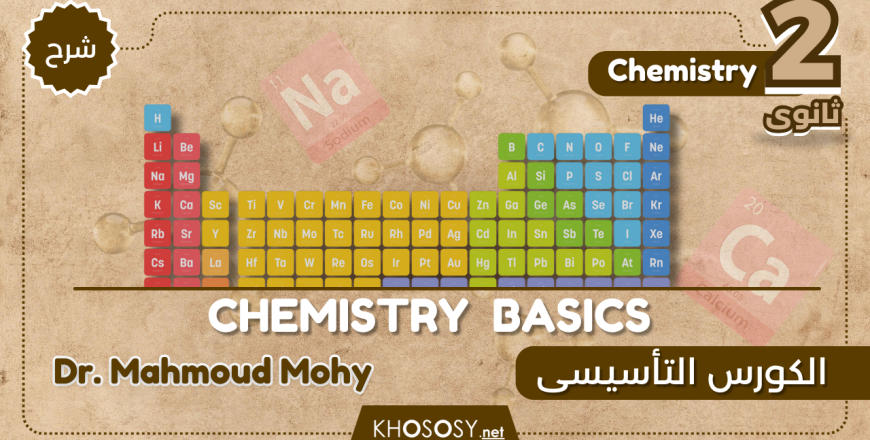 شرح
Chemistry
2
ثانوى
11
Na
Sodium
20
Ca
Calcium
H He
Li Be B C N O F Ne
Na Mg Al Si P S Cl Ar
K Ca Sc Ti V Cr Mn Fe Co Ni Cu Zn Ga Ge As Se Br Kr
Rb Sr Y Zr Nb Mo Tc Ru Rh Pd Ag Cd In Sn Sb Te I Xe
Cs Ba La Hf Ta W Re Os Ir Pt Au Hg Tl Pb Bi Po At Rn
CHEMISTRY BASICS
Dr. Mahmoud Mohy
الكورس التأسيسى
KHOSOSY.net